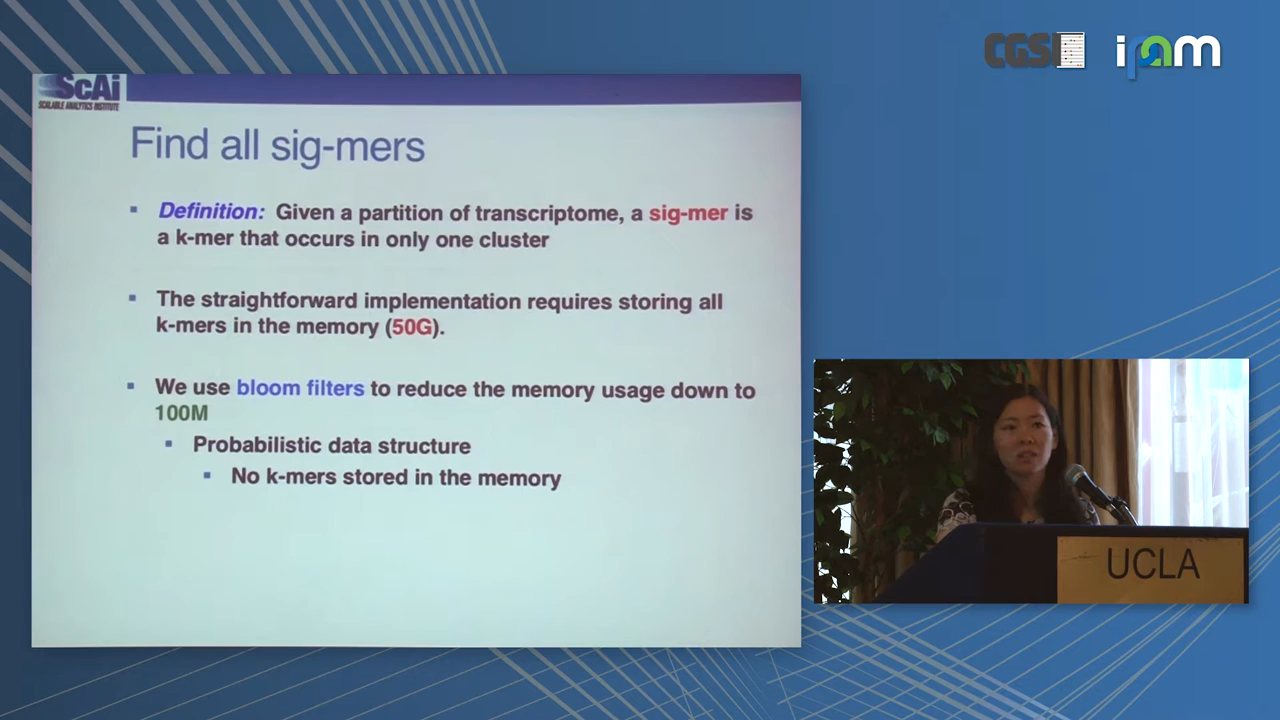 CGSI
ipam
ScAi
SCALABLE ANALYTICS INSTITUTE
Find all sig-mers
Definition: Given a partition of transcriptome, a sig-mer is
a k-mer that occurs in only one cluster
The straightforward implementation requires storing all
k-mers in the memory (50G).
We use bloom filters to reduce the memory usage down to
100M
Probabilistic data structure
No k-mers stored in the memory
UCLA